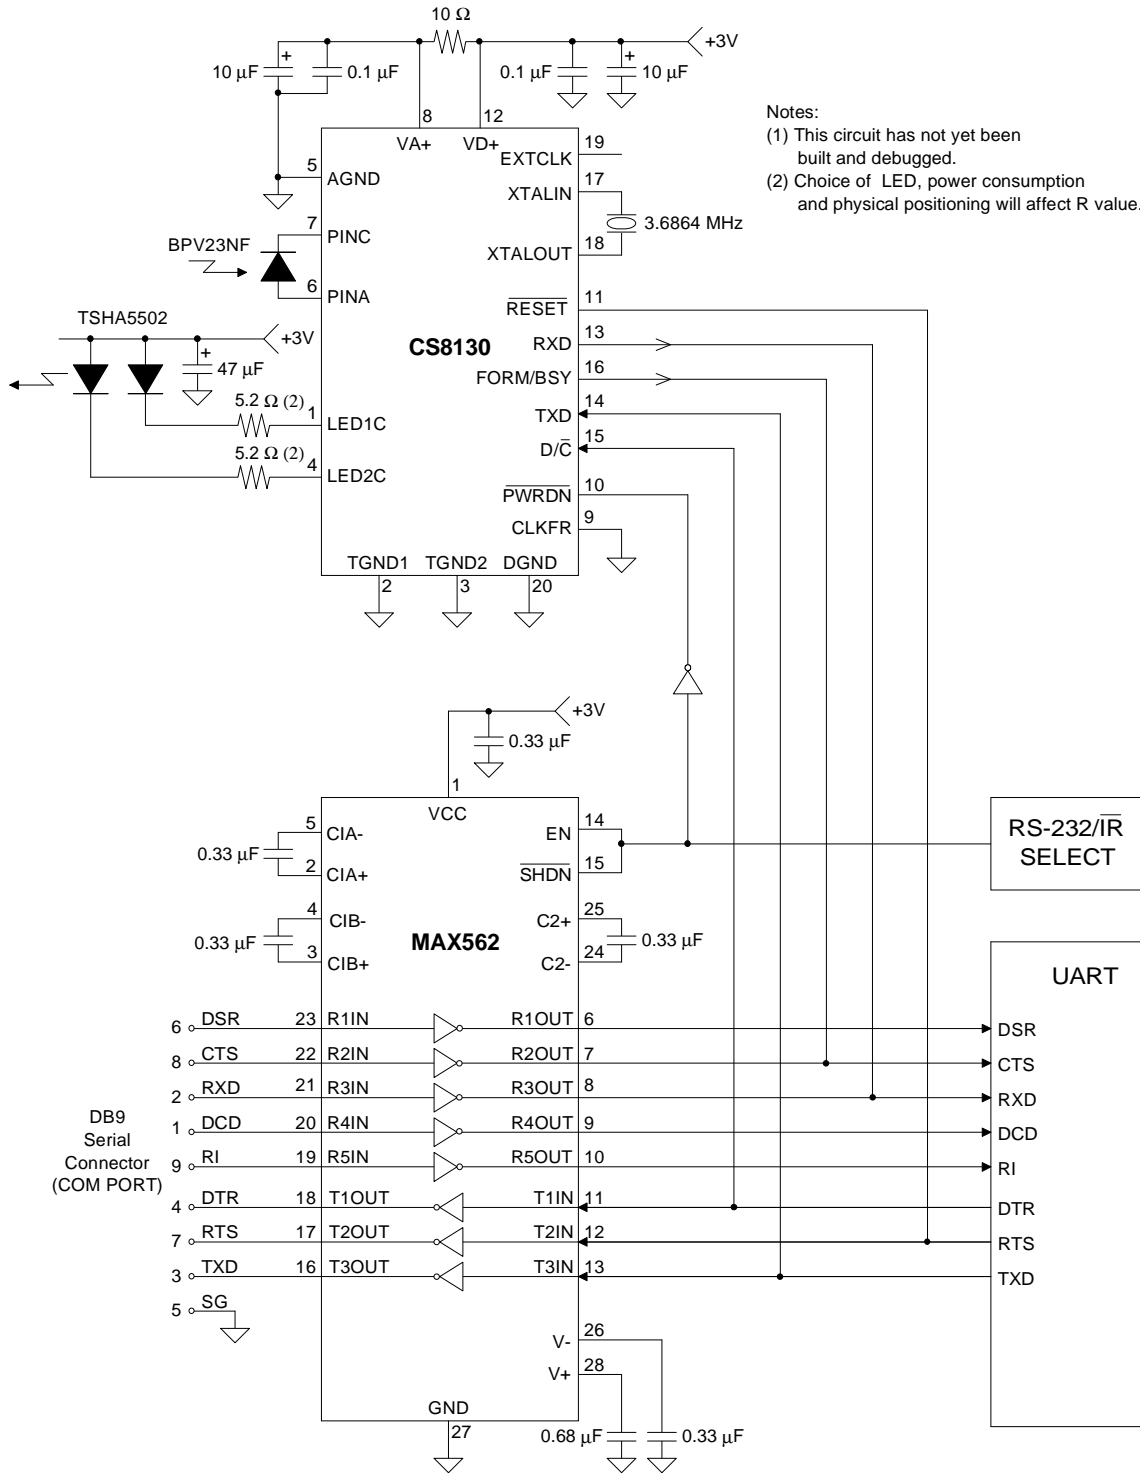 10 Ω
+3V
10 µF
+
0.1 µF
0.1 µF
+
10 µF
8
12
VA+
VD+
Notes:
(1) This circuit has not yet been
built and debugged.
(2) Choice of LED, power consumption
and physical positioning will affect R value.
5
AGND
EXTCLK
19
17
XTALIN
3.6864 MHz
18
XTALOUT
7
PINC
BPV23NF
6
PINA
RESET
11
TSHA5502
+3V
+
47 µF
CS8130
RXD
13
FORM/BSY
16
5.2 Ω (2)
1
LED1C
TXD
14
D/C̅
15
5.2 Ω (2)
4
LED2C
PWRDN
10
CLKFR
9
TGND1
TGND2
DGND
2
3
20
+3V
0.33 µF
1
VCC
5
CIA-
0.33 µF
2
CIA+
EN
14
SHDN
15
RS-232/I̅R̅
SELECT
4
CIB-
0.33 µF
3
CIB+
MAX562
C2+
25
0.33 µF
C2-
24
UART
6 DSR 23 R1IN R1OUT 6 DSR
8 CTS 22 R2IN R2OUT 7 CTS
2 RXD 21 R3IN R3OUT 8 RXD
1 DCD 20 R4IN R4OUT 9 DCD
9 RI 19 R5IN R5OUT 10 RI
4 DTR 18 T1OUT T1IN 11 DTR
7 RTS 17 T2OUT T2IN 12 RTS
3 TXD 16 T3OUT T3IN 13 TXD
5 SG
DB9
Serial
Connector
(COM PORT)
V-
26
V+
28
GND
27
0.68 µF
0.33 µF